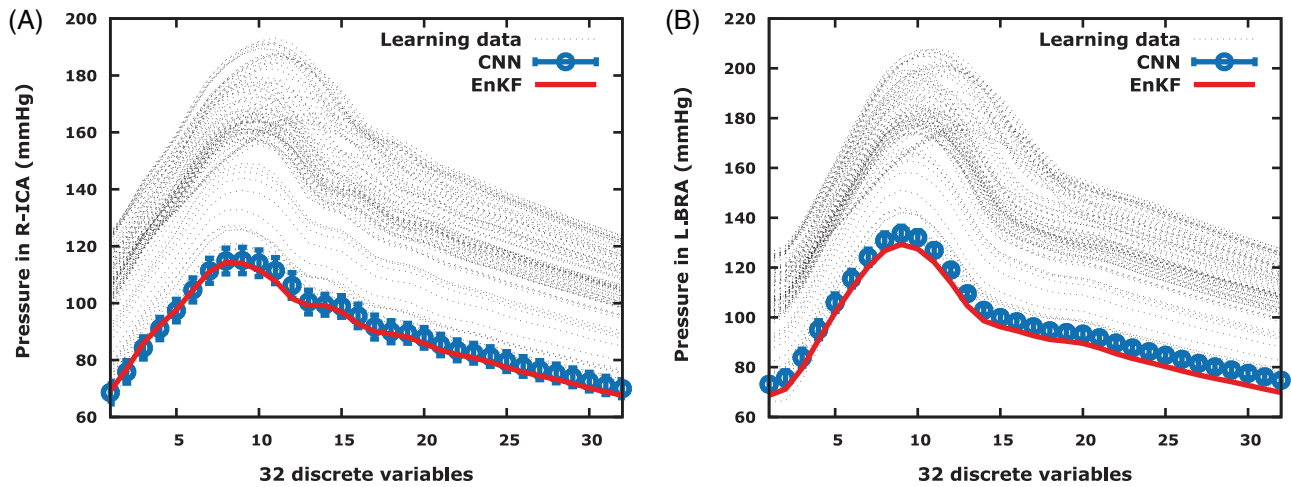 (A)
Pressure in R-ICA (mmHg)
200
180
160
140
120
100
80
60
Learning data
CNN
EnKF
5
10
15
20
25
30
32 discrete variables
(B)
Pressure in L.BRA (mmHg)
220
200
180
160
140
120
100
80
60
Learning data
CNN
EnKF
5
10
15
20
25
30
32 discrete variables